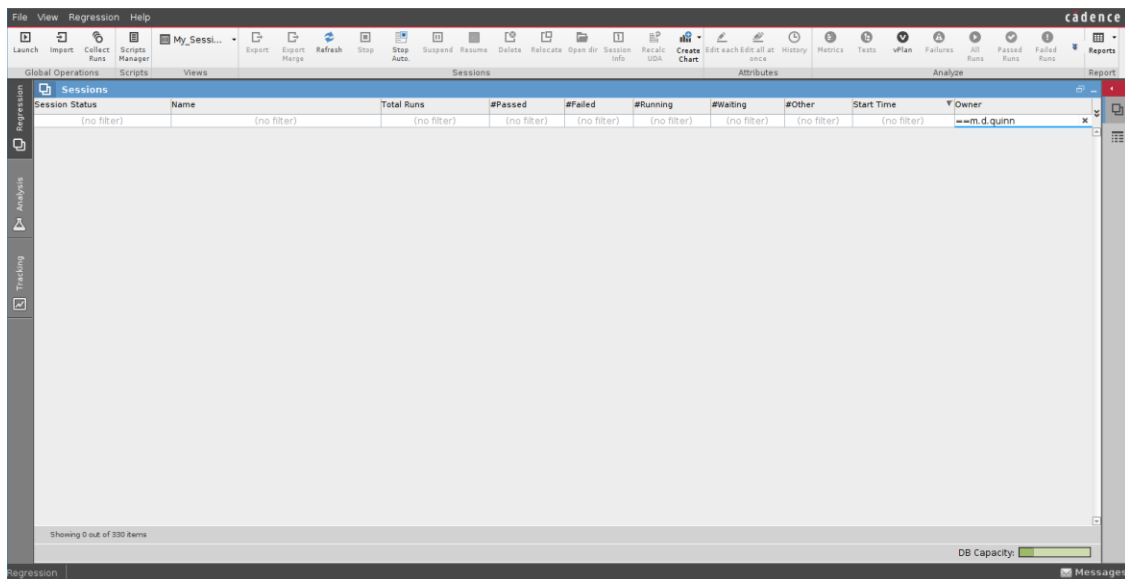 File View Regression Help cadence
Launch Import Collect Runs Scripts Manager My_Sessi... Export Export Merge Refresh Stop Stop Auto. Suspend Resume Delete Relocate Open dir Session Info Recalc UDA Create Chart Edit each Edit all at once History Metrics Tests vPlan Failures All Runs Passed Runs Failed Runs Reports
Global Operations Scripts Views Sessions Attributes Analyze Report
Sessions
Session Status Name Total Runs #Passed #Failed #Running #Waiting #Other Start Time Owner
(no filter) (no filter) (no filter) (no filter) (no filter) (no filter) (no filter) (no filter) (no filter) ==m.d.quinn
Regression
Analysis
Tracking
Showing 0 out of 330 items
DB Capacity:
Regression Messages